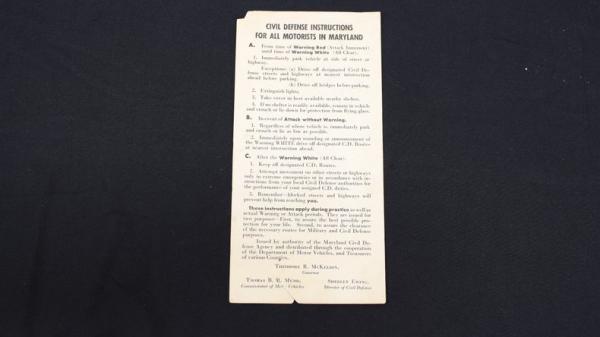 CIVIL DEFENSE INSTRUCTIONS
FOR ALL MOTORISTS IN MARYLAND
A. From time of Warning Red (Attack Imminent)
until time of Warning White (All Clear).
1. Immediately park vehicle at side of street or
highway.
Exceptions: (a) Drive off designated Civil De-
fense streets and highways at nearest intersection
ahead before parking.
(b) Drive off bridges before parking.
2. Extinguish lights.
3. Take cover in best available nearby shelter.
4. If no shelter is readily available, remain in vehicle
and crouch or lie down for protection from flying glass.
B. In event of Attack without Warning.
1. Regardless of whose vehicle is, immediately park
and crouch or lie as low as possible.
2. Immediately upon sounding or announcement of
the Warning WHITE drive off designated C.D. Routes
at nearest intersection ahead.
C. After the Warning White (All Clear).
1. Keep off designated C.D. Routes.
2. Attempt movement on other streets or highways
only in extreme emergencies or in accordance with in-
structions from your local Civil Defense authorities for
the performance of your assigned C.D. duties.
3. Remember—blocked streets and highways will
prevent help from reaching you.
These instructions apply during practice as well as
actual Warning or Attack periods. They are issued for
two purposes—First, to assure the best possible pro-
tection for your life. Second, to assure the clearance
of the necessary routes for Military and Civil Defense
purposes.
Issued by authority of the Maryland Civil De-
fense Agency and distributed through the cooperation
of the Department of Motor Vehicles, and Treasurers
of various Counties.
Theodore R. McKeldin,
Governor
Thomas B. R. Mudd,
Commissioner of Motor Vehicles
Sherley Ewing,
Director of Civil Defense